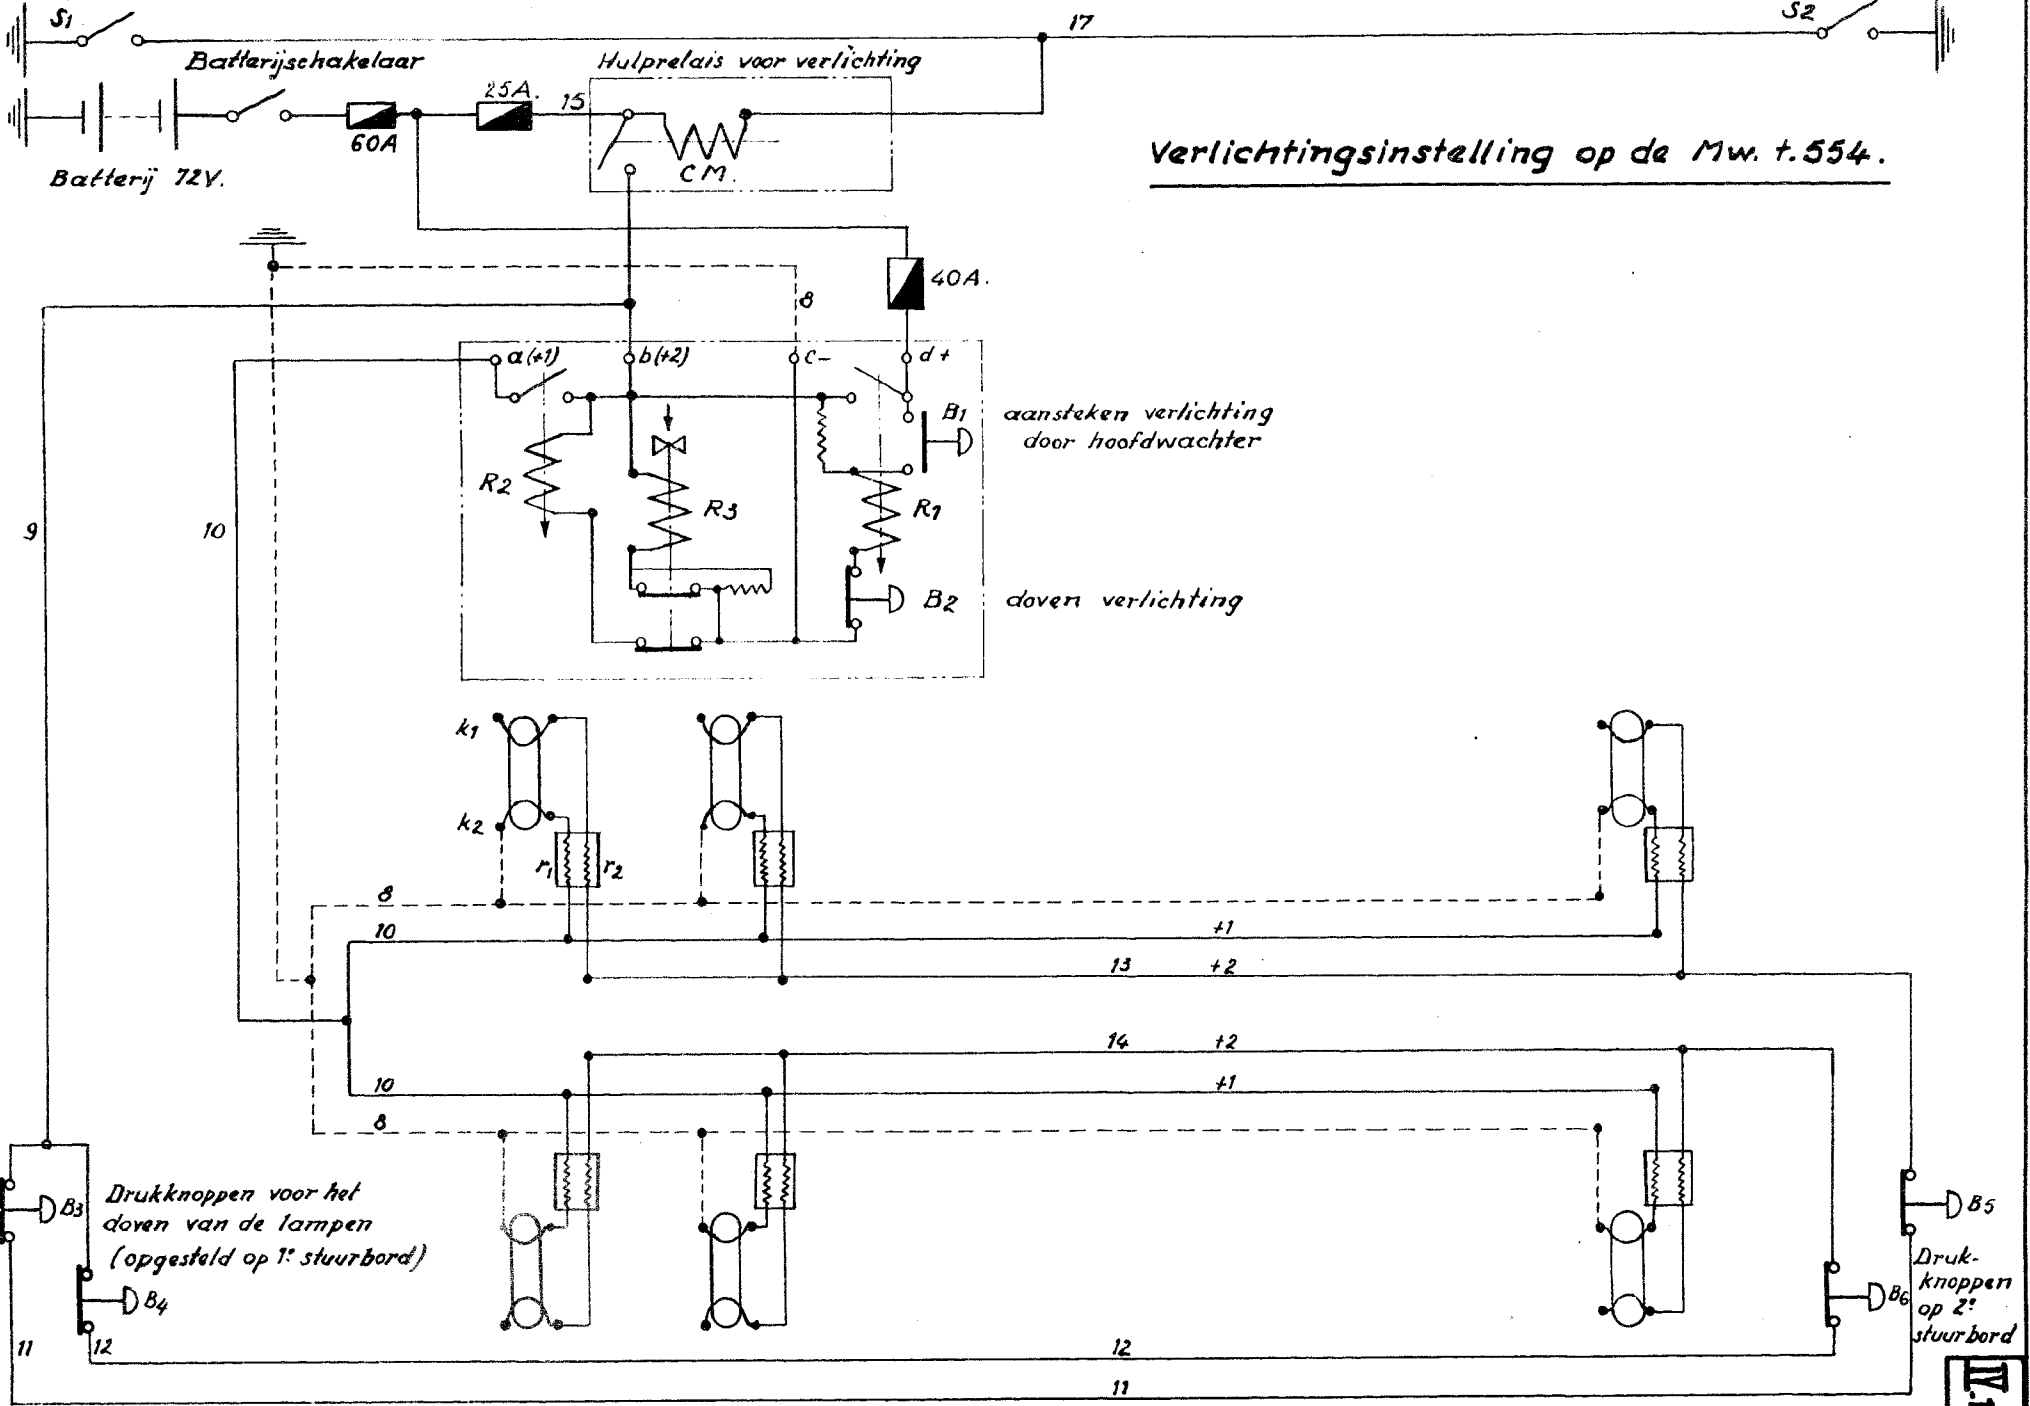 S1
17
S2
Batterijschakelaar
Hulprelais voor verlichting
25A.
15
60A
CM.
Batterij 72V.
Verlichtingsinstelling op de Mw. t. 554.
40A.
8
a(+1)
b(+2)
c-
d+
B1
aansteken verlichting
door hoofdwachter
R2
R3
R1
9
10
B2
doven verlichting
k1
k2
r1
r2
8
10
+1
13
+2
14
+2
10
+1
8
B3
Drukknoppen voor het
doven van de lampen
(opgesteld op 1e stuurbord)
B4
B5
Druk-
knoppen
op 2e
stuurbord
B6
11
12
12
11
IV.1